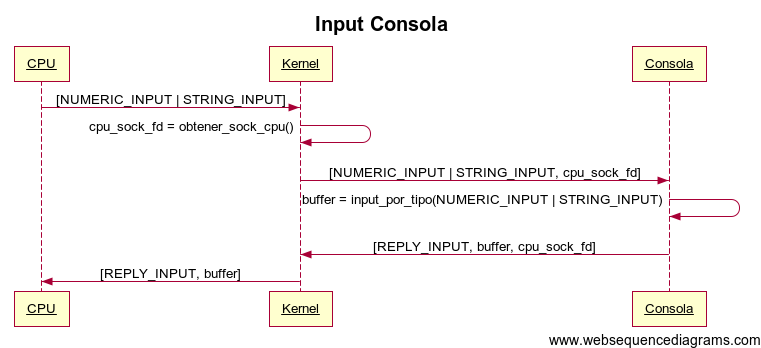 Input Consola
CPU
Kernel
Consola
[NUMERIC_INPUT | STRING_INPUT]
cpu_sock_fd = obtener_sock_cpu()
[NUMERIC_INPUT | STRING_INPUT, cpu_sock_fd]
buffer = input_por_tipo(NUMERIC_INPUT | STRING_INPUT)
[REPLY_INPUT, buffer, cpu_sock_fd]
[REPLY_INPUT, buffer]
CPU
Kernel
Consola
www.websequencediagrams.com